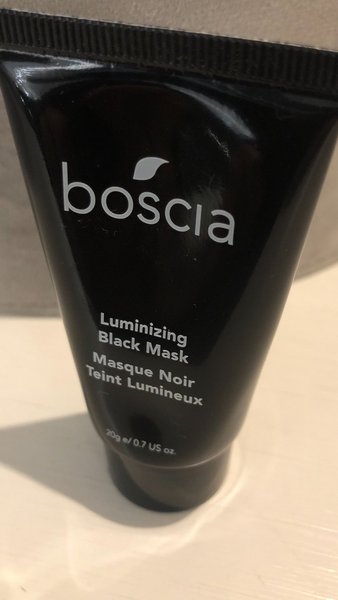 boscia
Luminizing
Black Mask
Masque Noir
Teint Lumineux
20g e/ 0.7 US oz.